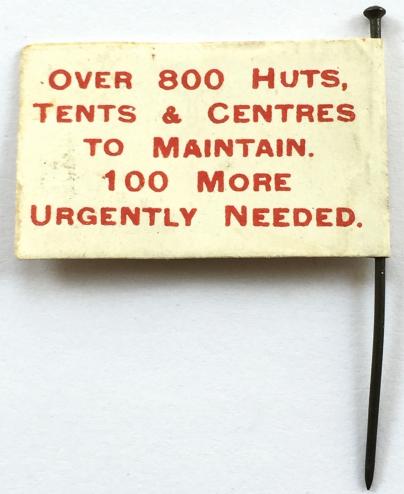 OVER 800 HUTS,
TENTS & CENTRES
TO MAINTAIN.
100 MORE
URGENTLY NEEDED.